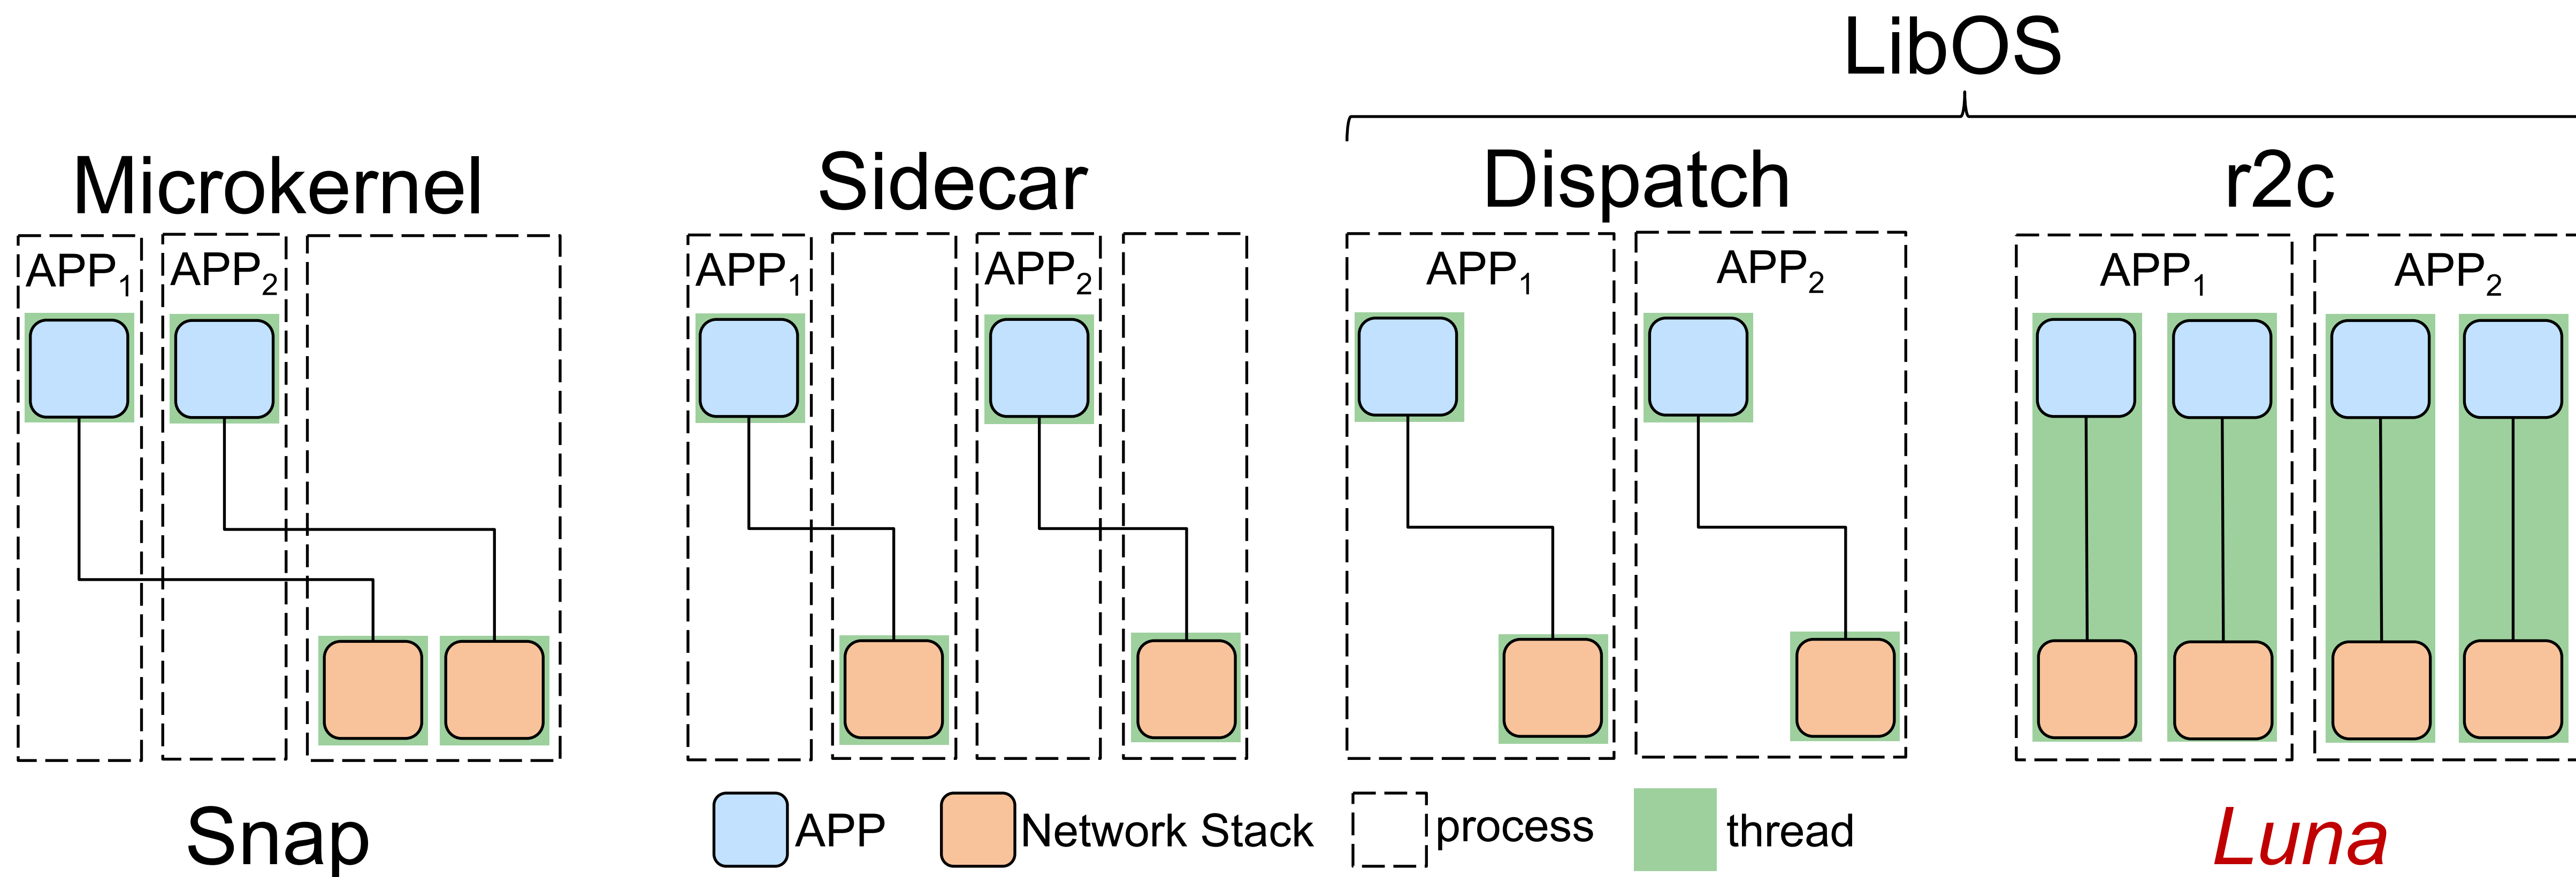 LibOS
Microkernel
Sidecar
Dispatch
r2c
APP₁
APP₂
APP₁
APP₂
APP₁
APP₂
APP₁
APP₂
Snap
APP
Network Stack
process
thread
Luna